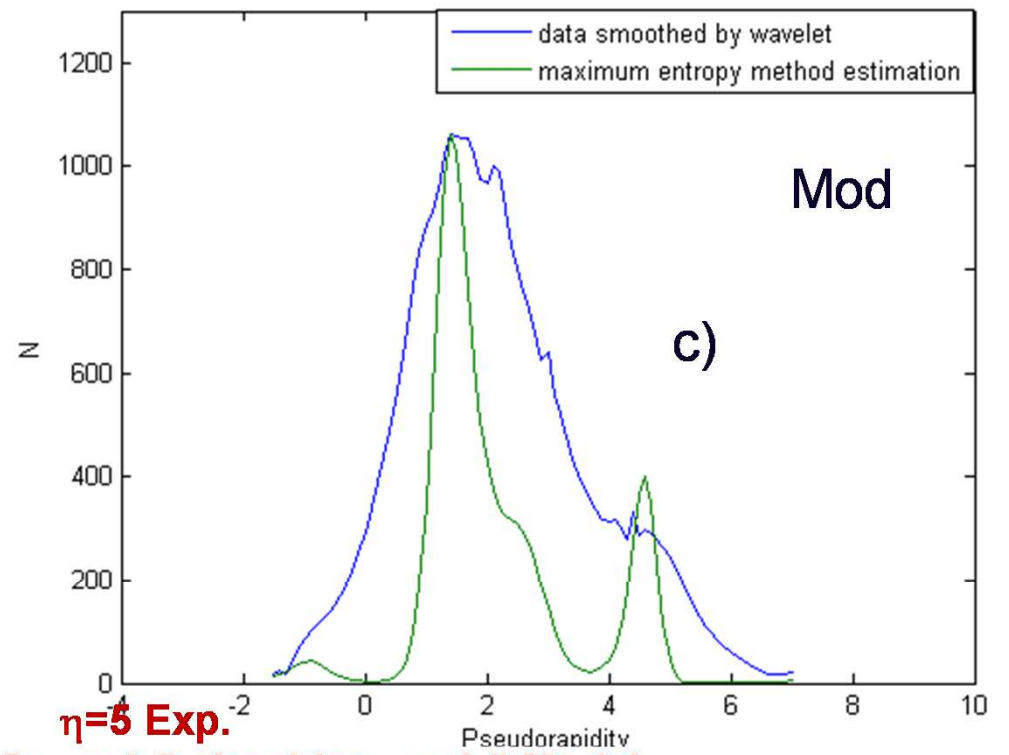 data smoothed by wavelet
maximum entropy method estimation
1200
1000
800
600
400
200
0
N
Mod
c)
-4 -2 0 2 4 6 8 10
η=5 Exp.
Pseudorapidity